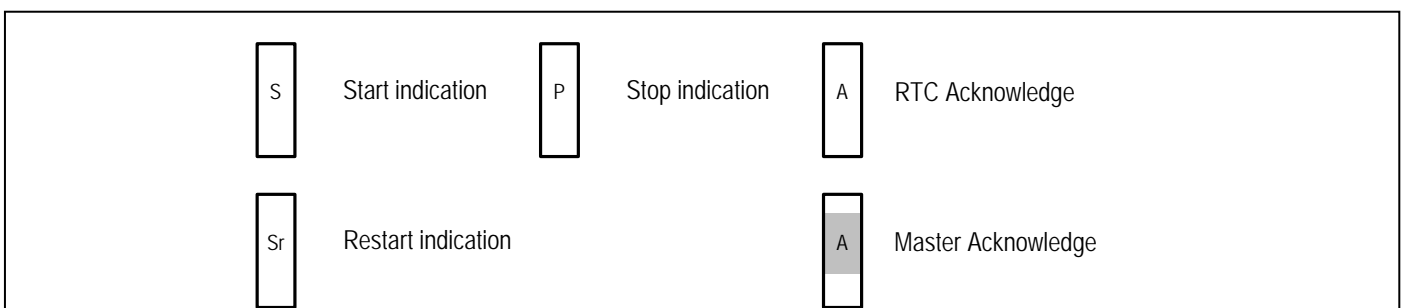 S Start indication P Stop indication A RTC Acknowledge
Sr Restart indication A Master Acknowledge